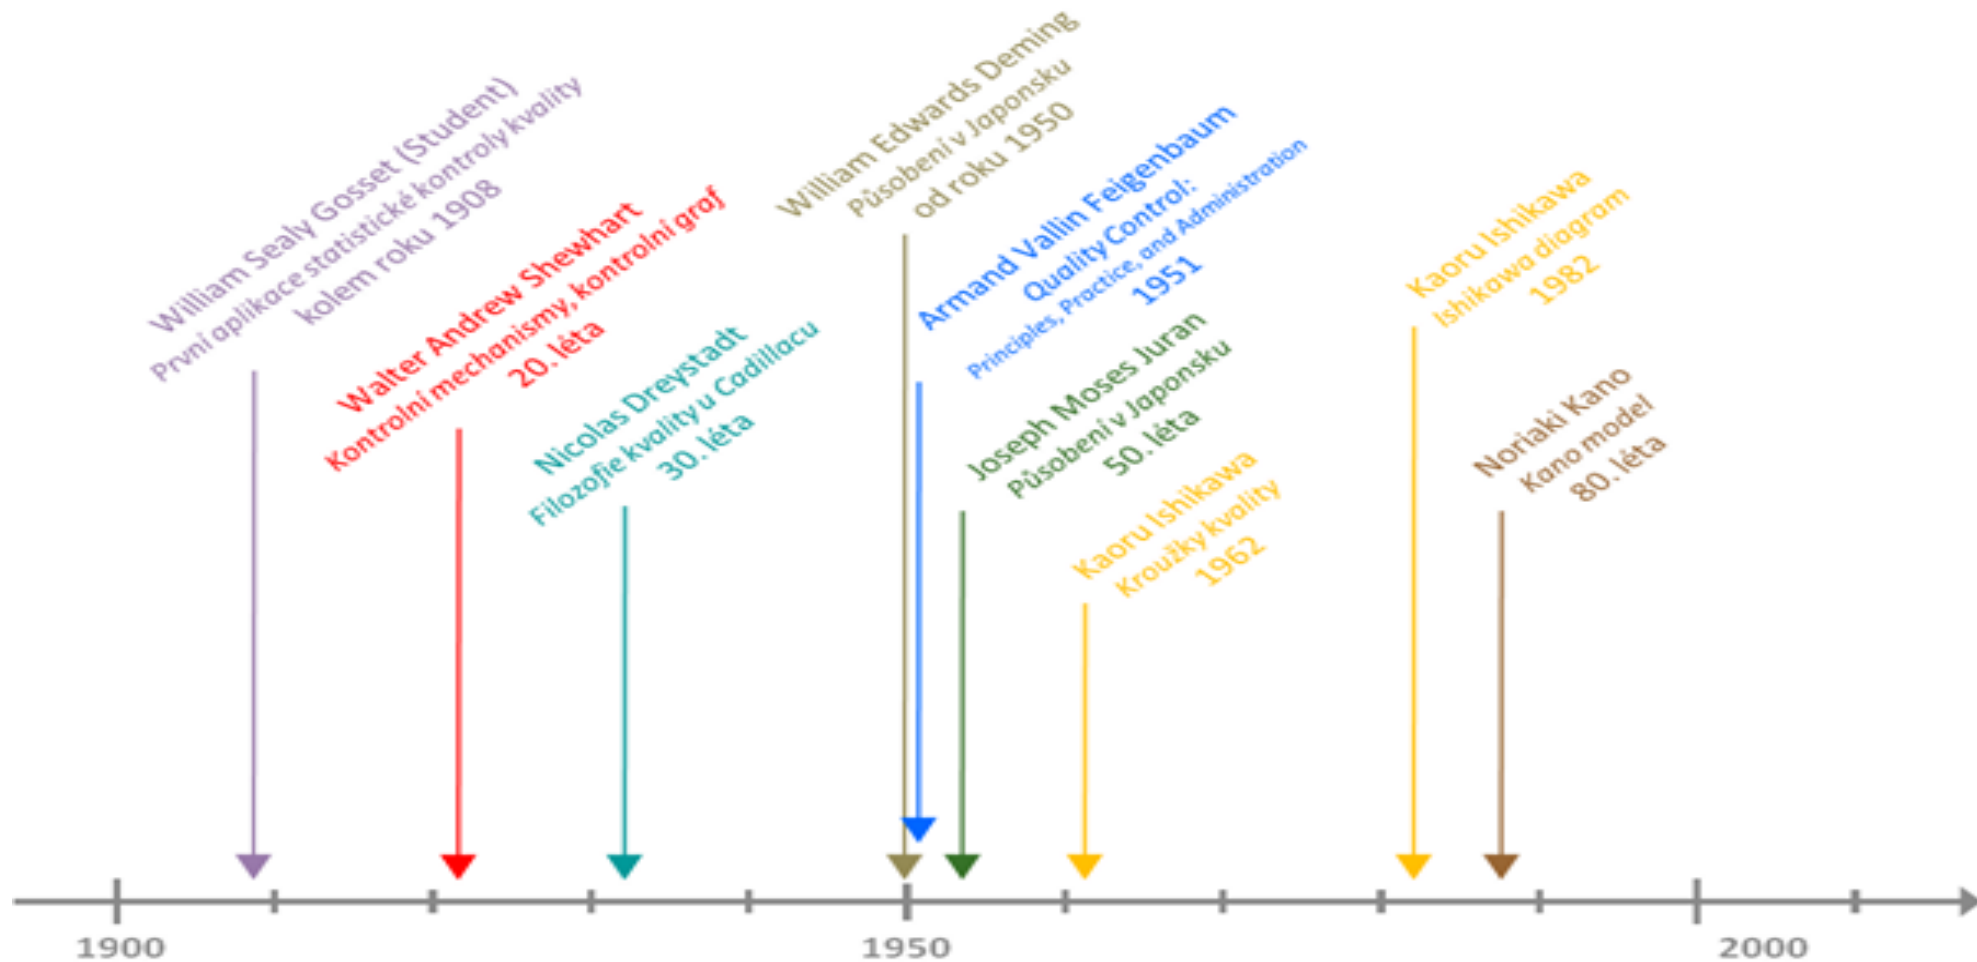 William Sealy Gosset (Student)
První aplikace statistické kontroly kvality
kolem roku 1908
Walter Andrew Shewhart
Kontrolní mechanismy, kontrolní graf
20. léta
Nicolas Dreystadt
Filozofie kvality u Cadillacu
30. léta
William Edwards Deming
Působení v Japonsku
od roku 1950
Armand Vallin Feigenbaum
Quality Control:
Principles, Practice, and Administration
1951
Joseph Moses Juran
Působení v Japonsku
50. léta
Kaoru Ishikawa
Kroužky kvality
1962
Kaoru Ishikawa
Ishikawa diagram
1982
Noriaki Kano
Kano model
80. léta
1900
1950
2000